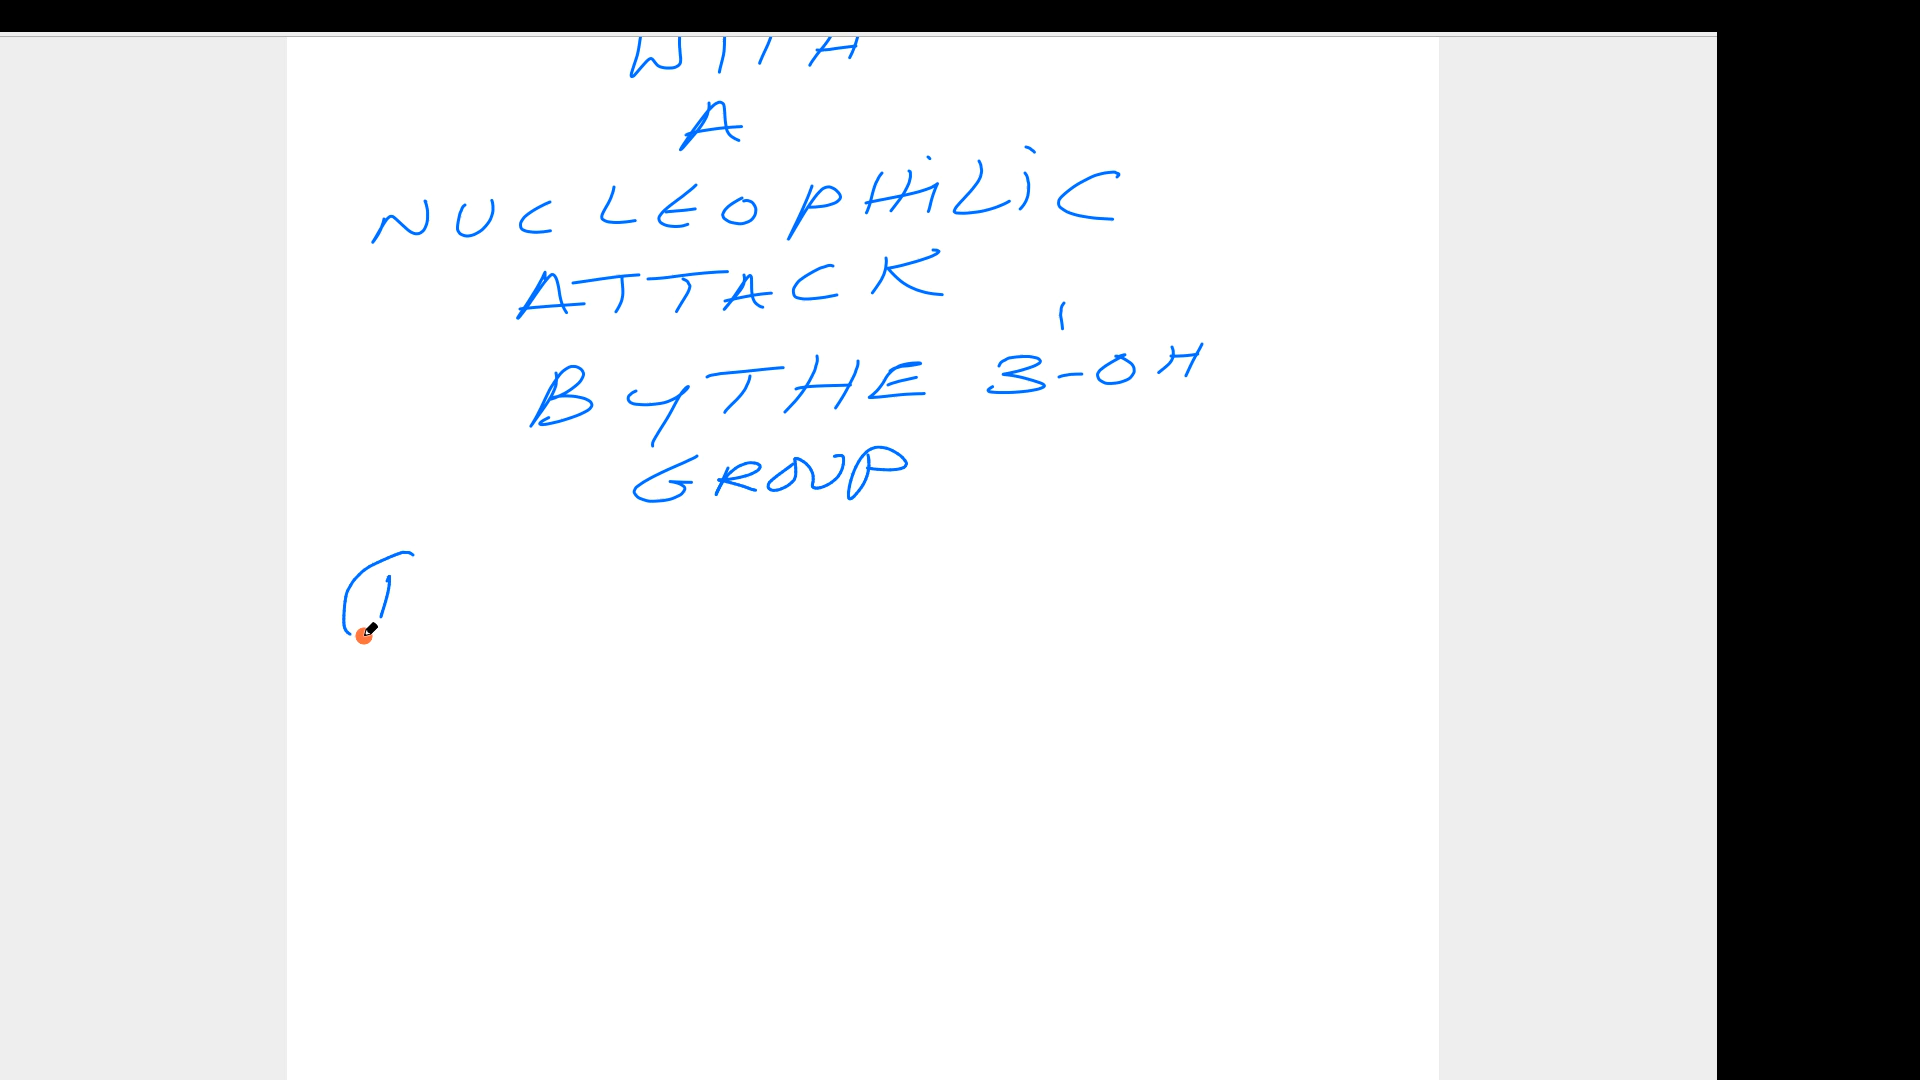 WITH
A
NUCLEOPHILIC
ATTACK
BY THE 3'-OH
GROUP